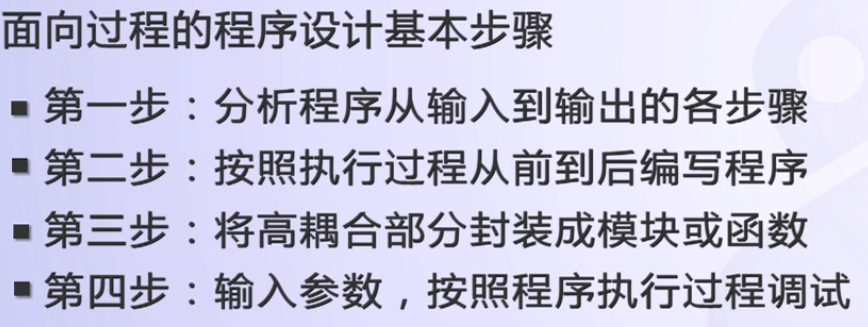 面向过程的程序设计基本步骤
▪ 第一步：分析程序从输入到输出的各步骤
▪ 第二步：按照执行过程从前到后编写程序
▪ 第三步：将高耦合部分封装成模块或函数
▪ 第四步：输入参数，按照程序执行过程调试